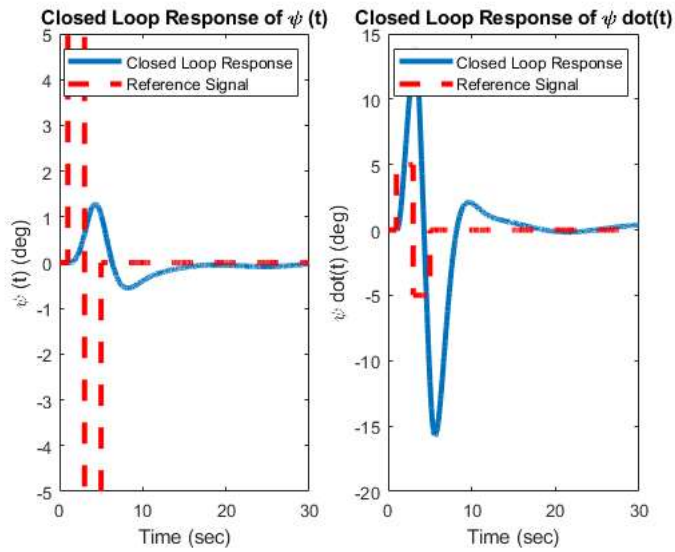 Closed Loop Response of ψ (t)
Closed Loop Response
Reference Signal
5
4
3
2
1
0
-1
-2
-3
-4
-5
ψ (t) (deg)
0
10
20
30
Time (sec)
Closed Loop Response of ψ dot(t)
Closed Loop Response
Reference Signal
15
10
5
0
-5
-10
-15
-20
ψ dot(t) (deg)
0
10
20
30
Time (sec)